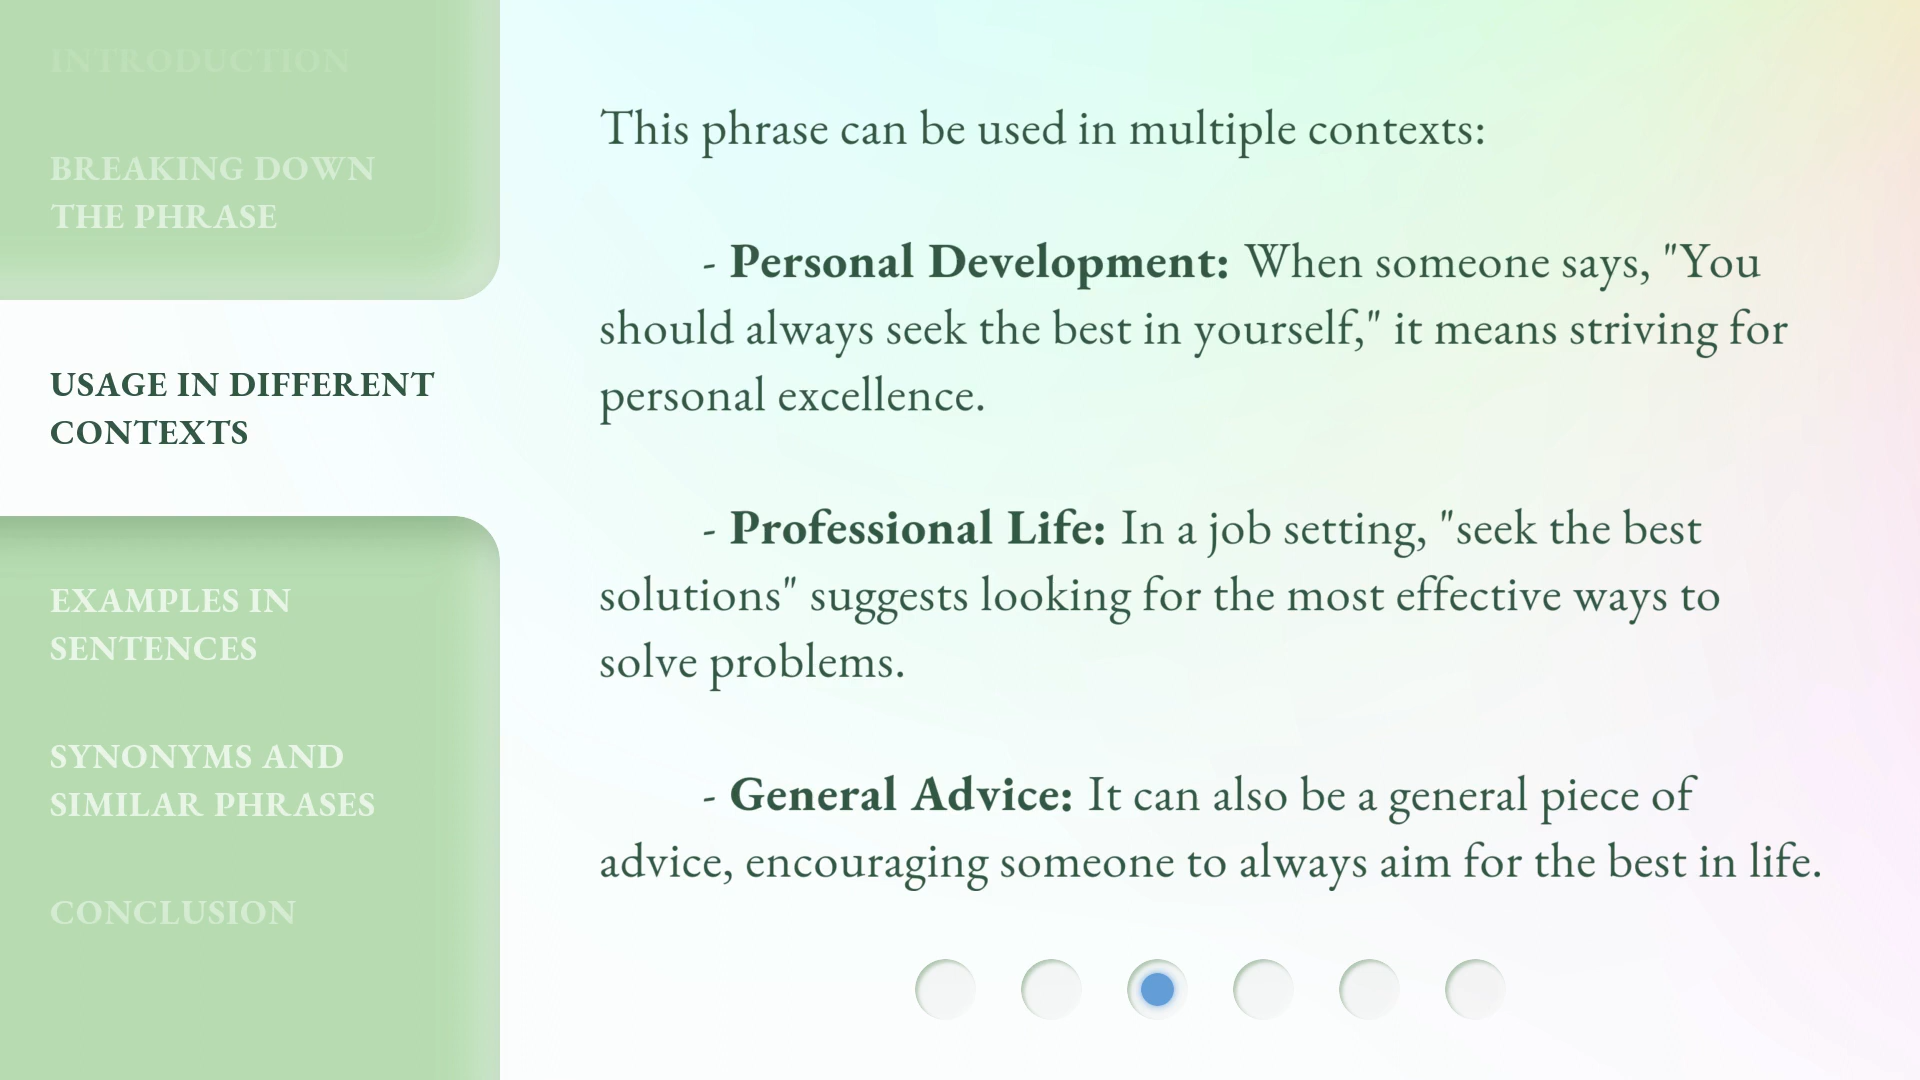 INTRODUCTION
BREAKING DOWN
THE PHRASE
USAGE IN DIFFERENT
CONTEXTS
EXAMPLES IN
SENTENCES
SYNONYMS AND
SIMILAR PHRASES
CONCLUSION
This phrase can be used in multiple contexts:
- Personal Development: When someone says, "You
should always seek the best in yourself," it means striving for
personal excellence.
- Professional Life: In a job setting, "seek the best
solutions" suggests looking for the most effective ways to
solve problems.
- General Advice: It can also be a general piece of
advice, encouraging someone to always aim for the best in life.